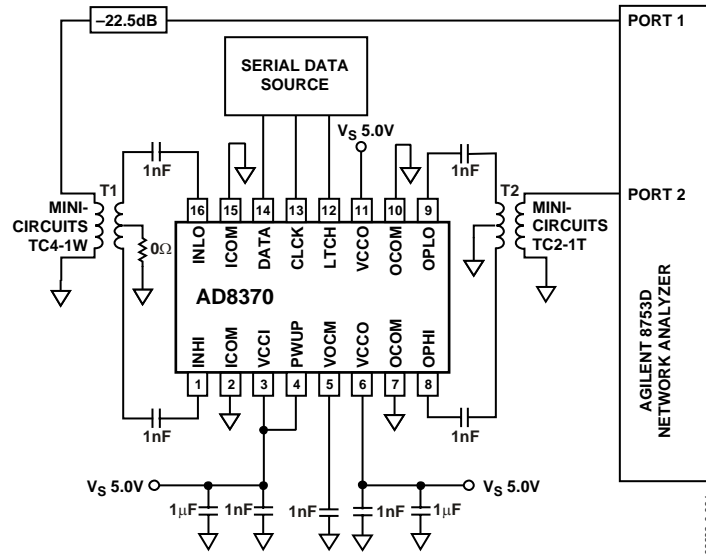 –22.5dB
PORT 1
SERIAL DATA
SOURCE
VS 5.0V
1nF
1nF
T1
T2
PORT 2
MINI-
CIRCUITS
TC4-1W
0Ω
16
15
14
13
12
11
10
9
MINI-
CIRCUITS
TC2-1T
INLO
ICOM
DATA
CLCK
LTCH
VCCO
OCOM
OPLO
AD8370
INHI
ICOM
VCCI
PWUP
VOCM
VCCO
OCOM
OPHI
1
2
3
4
5
6
7
8
AGILENT 8753D
NETWORK ANALYZER
1nF
1nF
VS 5.0V
VS 5.0V
1μF
1nF
1nF
1nF
1μF